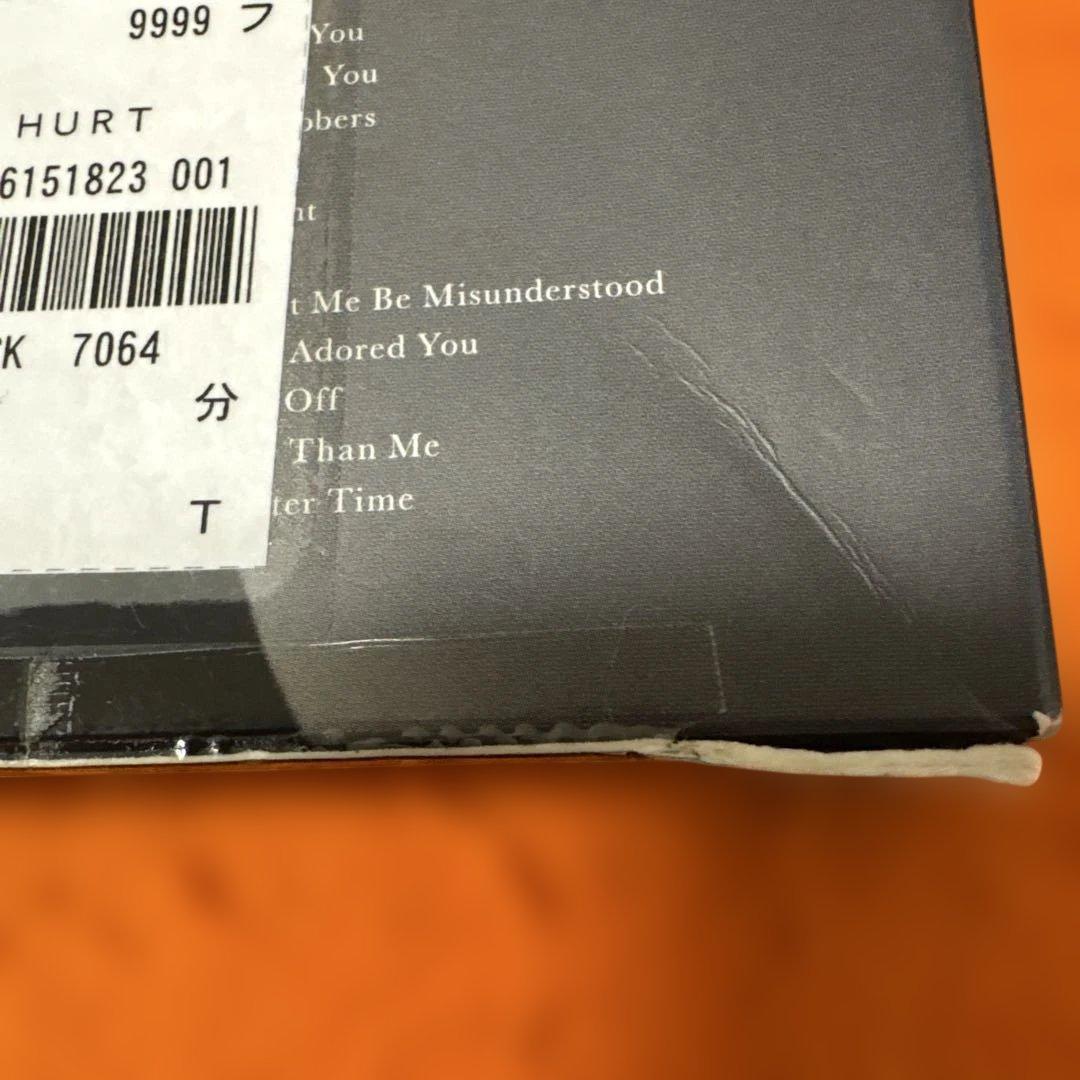 9999 フ
HURT
6151823 001
K 7064
分
T
You
You
bbers
nt
t Me Be Misunderstood
Adored You
Off
Than Me
ter Time